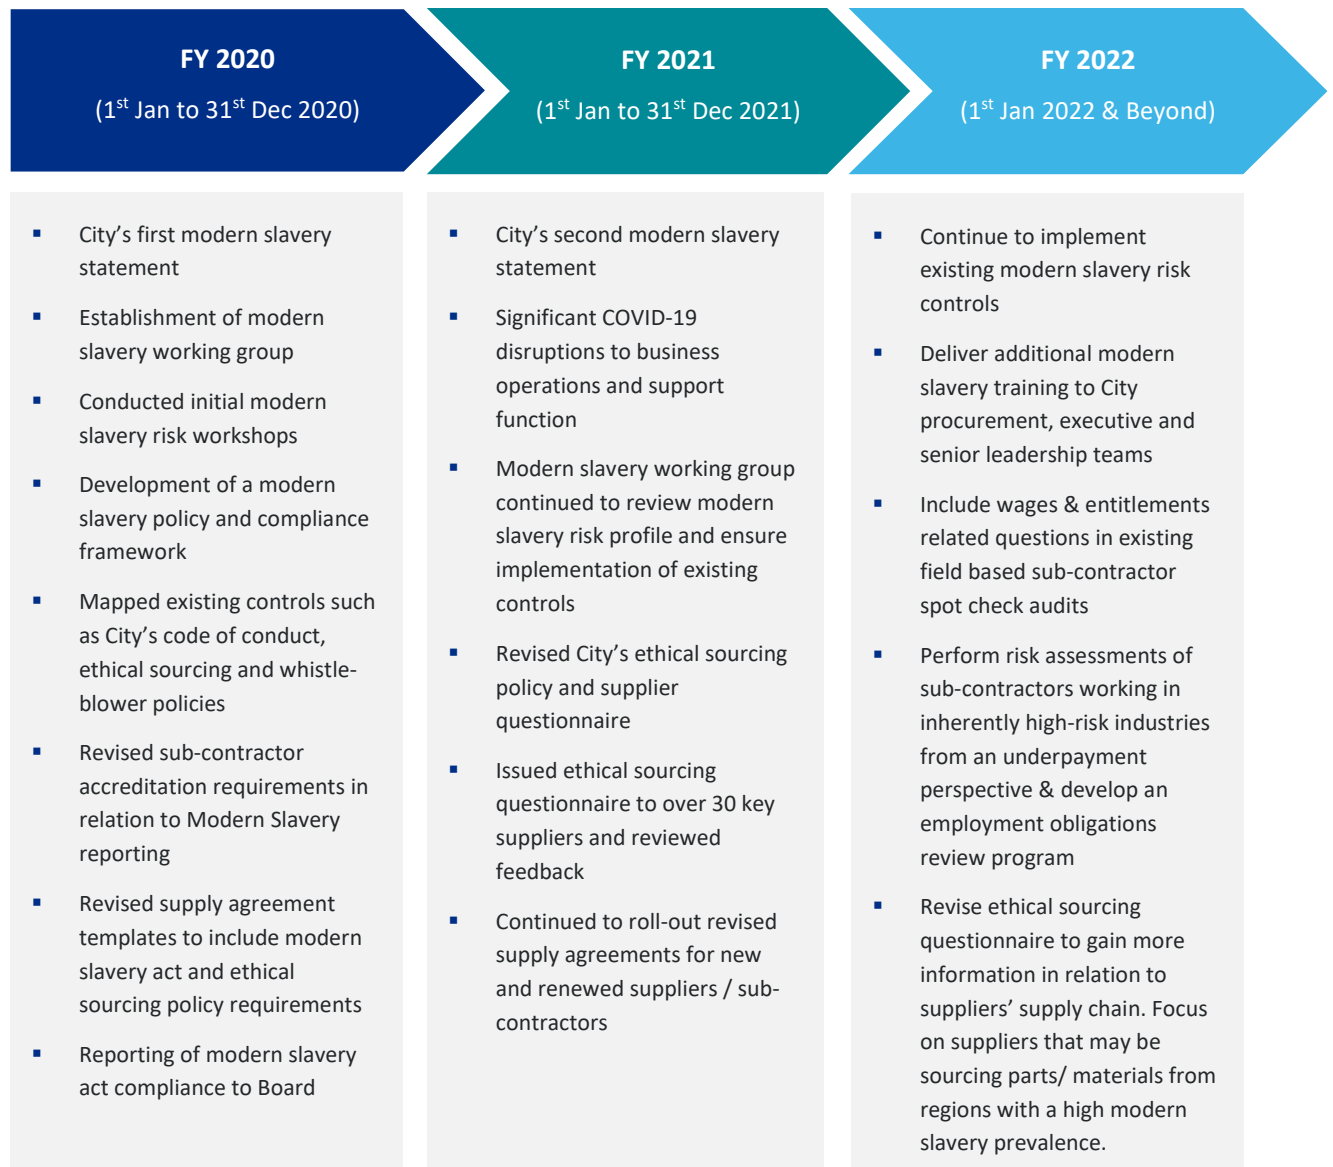 FY 2020
(1st Jan to 31st Dec 2020)
▪ City’s first modern slavery
statement
▪ Establishment of modern
slavery working group
▪ Conducted initial modern
slavery risk workshops
▪ Development of a modern
slavery policy and compliance
framework
▪ Mapped existing controls such
as City’s code of conduct,
ethical sourcing and whistle-
blower policies
▪ Revised sub-contractor
accreditation requirements in
relation to Modern Slavery
reporting
▪ Revised supply agreement
templates to include modern
slavery act and ethical
sourcing policy requirements
▪ Reporting of modern slavery
act compliance to Board
FY 2021
(1st Jan to 31st Dec 2021)
▪ City’s second modern slavery
statement
▪ Significant COVID-19
disruptions to business
operations and support
function
▪ Modern slavery working group
continued to review modern
slavery risk profile and ensure
implementation of existing
controls
▪ Revised City’s ethical sourcing
policy and supplier
questionnaire
▪ Issued ethical sourcing
questionnaire to over 30 key
suppliers and reviewed
feedback
▪ Continued to roll-out revised
supply agreements for new
and renewed suppliers / sub-
contractors
FY 2022
(1st Jan 2022 & Beyond)
▪ Continue to implement
existing modern slavery risk
controls
▪ Deliver additional modern
slavery training to City
procurement, executive and
senior leadership teams
▪ Include wages & entitlements
related questions in existing
field based sub-contractor
spot check audits
▪ Perform risk assessments of
sub-contractors working in
inherently high-risk industries
from an underpayment
perspective & develop an
employment obligations
review program
▪ Revise ethical sourcing
questionnaire to gain more
information in relation to
suppliers’ supply chain. Focus
on suppliers that may be
sourcing parts/ materials from
regions with a high modern
slavery prevalence.